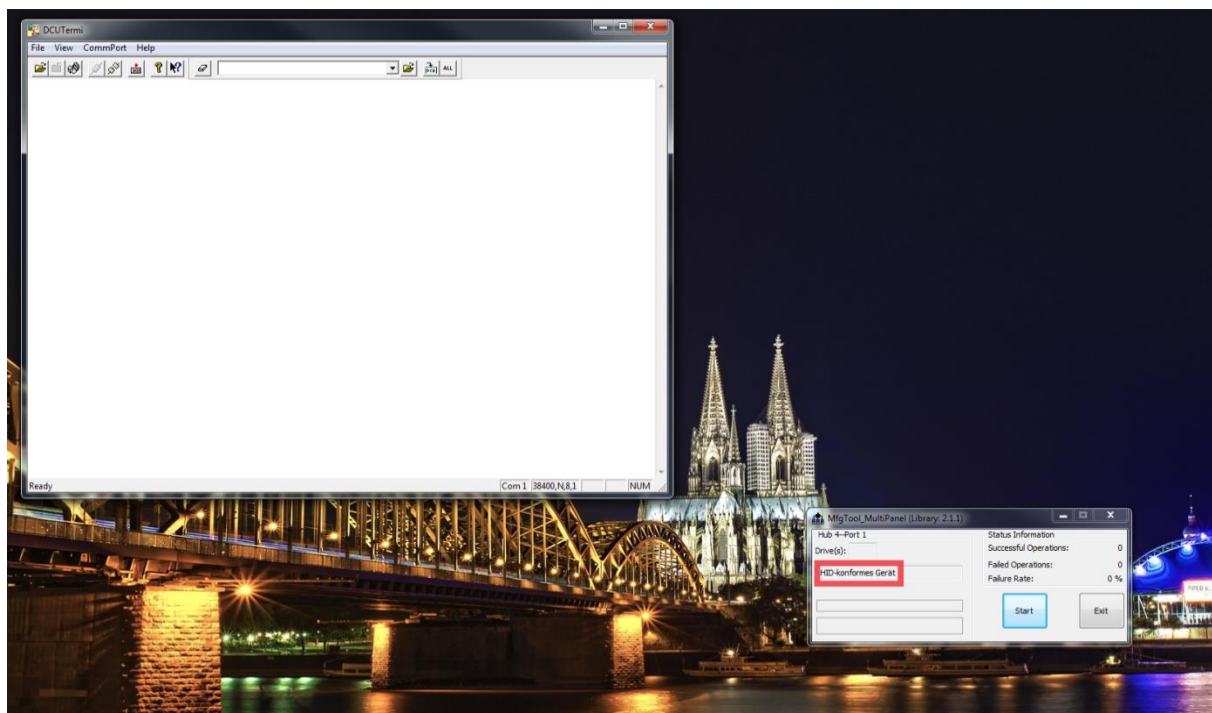 DCUTermi
File View CommPort Help
ALL
Ready
Com 1 38400,N,8,1 NUM
MfgTool_MultiPanel (Library: 2.1.1)
Hub 4--Port 1
Drive(s):
HID-konformes Gerät
Status Information
Successful Operations: 0
Failed Operations: 0
Failure Rate: 0 %
Start
Exit